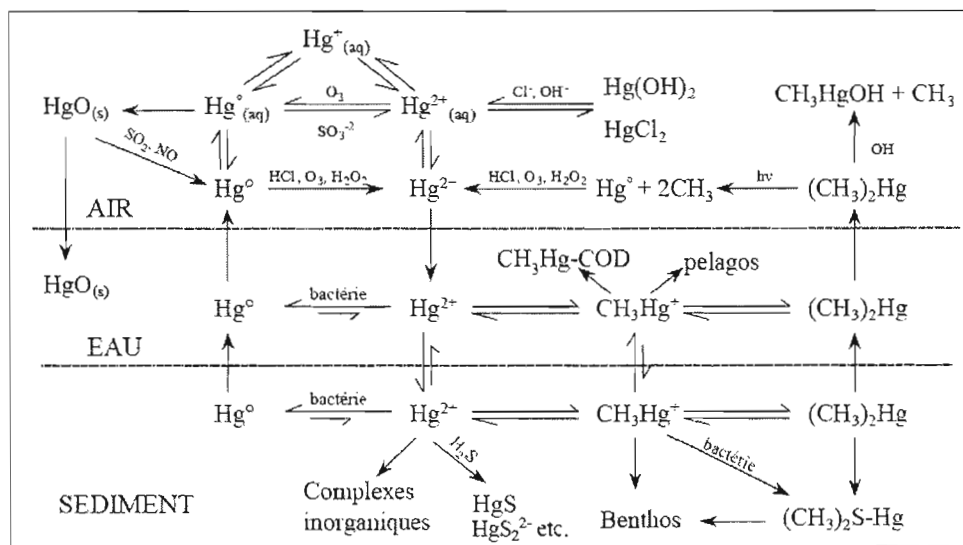 Hg⁺(aq)
HgO(s) Hg°(aq) O₃ SO₃⁻² Hg²⁺(aq) Cl⁻, OH⁻ Hg(OH)₂ CH₃HgOH + CH₃
HgCl₂
SO₂, NO OH
Hg° HCl, O₃, H₂O₂ Hg²⁻ HCl, O₃, H₂O₂ Hg° + 2CH₃ hν (CH₃)₂Hg
AIR
CH₃Hg-COD pelagos
HgO(s)
Hg° bactérie Hg²⁺ CH₃Hg⁺ (CH₃)₂Hg
EAU
Hg° bactérie Hg²⁻ CH₃Hg⁺ (CH₃)₂Hg
H₂S bactérie
Complexes
inorganiques
HgS
HgS₂²⁻ etc.
SEDIMENT Benthos (CH₃)₂S-Hg